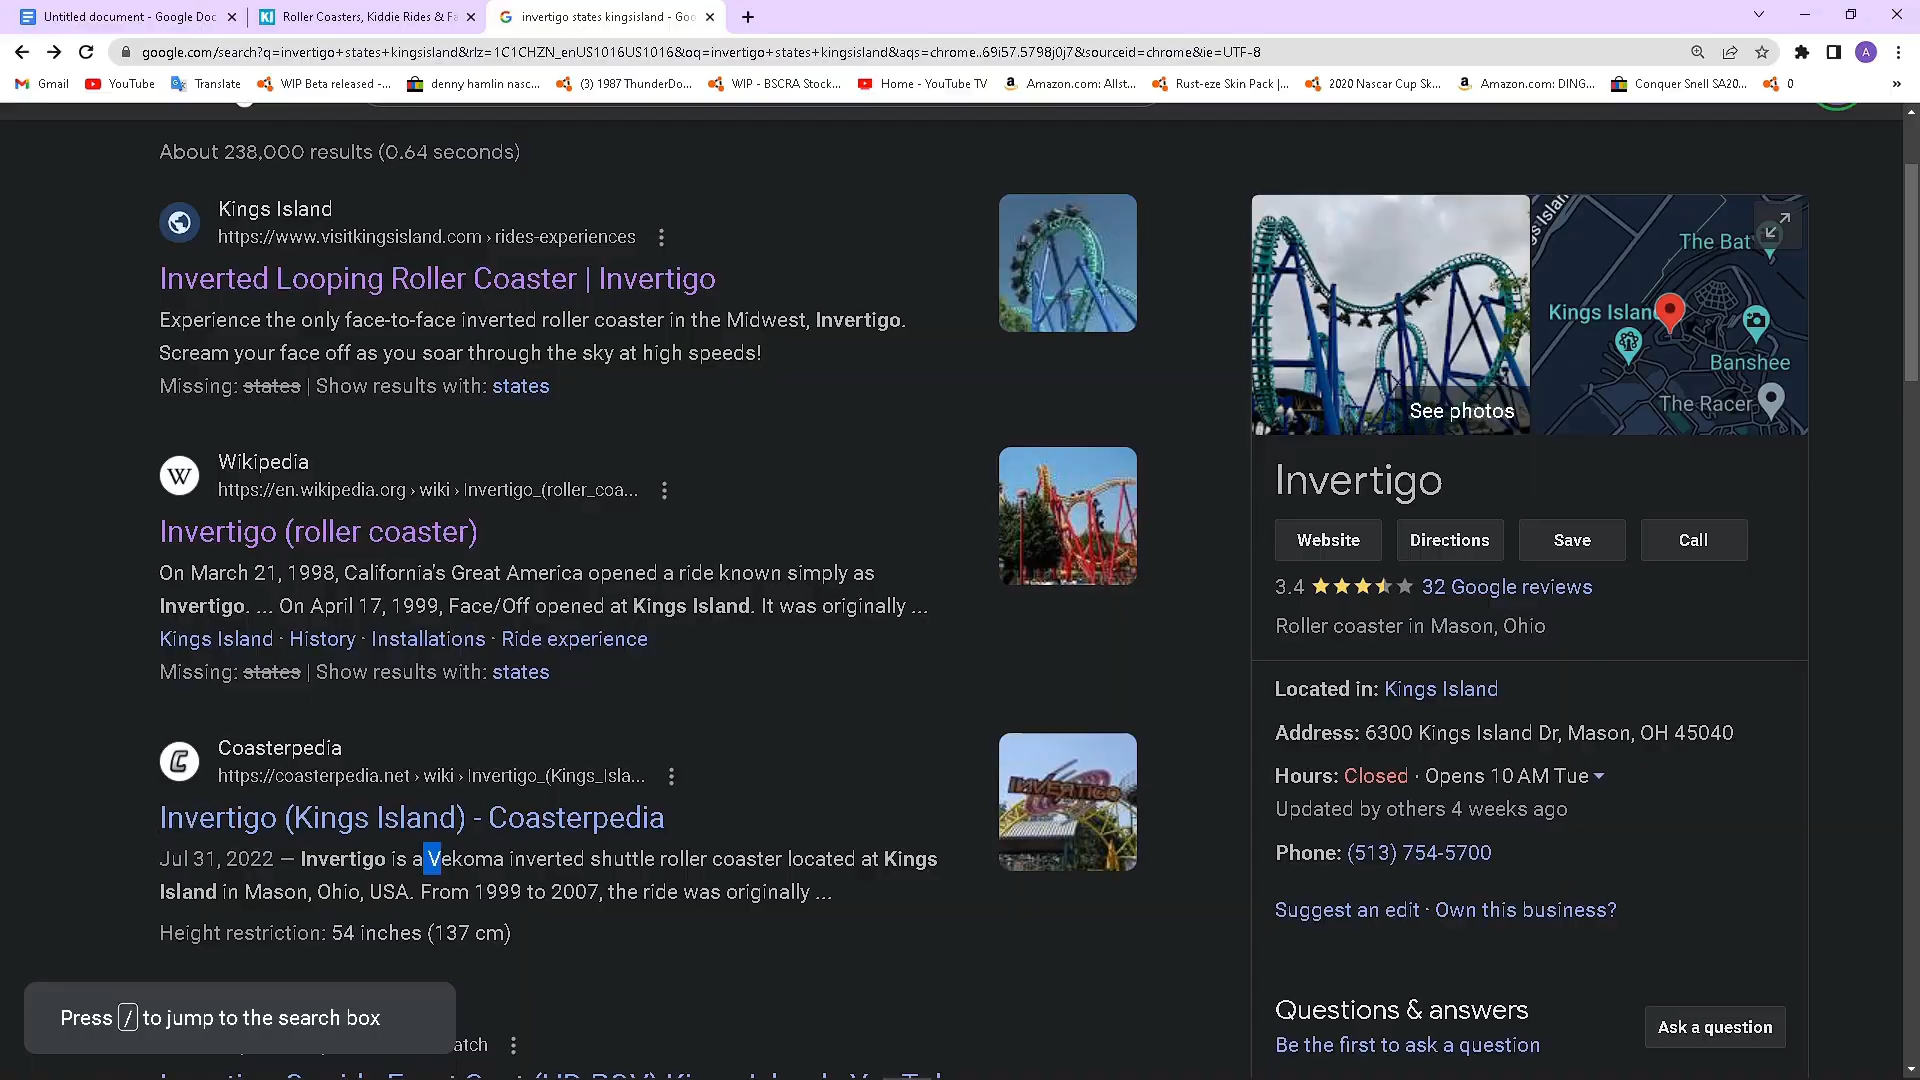 Untitled document - Google Doc
Roller Coasters, Kiddie Rides & Fa
invertigo states kingsisland - Goo
google.com/search?q=invertigo+states+kingsisland&rlz=1C1CHZN_enUS1016US1016&oq=invertigo+states+kingsisland&aqs=chrome..69i57.5798j0j7&sourceid=chrome&ie=UTF-8
A
Gmail
YouTube
Translate
WIP Beta released -...
denny hamlin nasc...
(3) 1987 ThunderDo...
WIP - BSCRA Stock...
Home - YouTube TV
Amazon.com: Allst...
Rust-eze Skin Pack |...
2020 Nascar Cup Sk...
Amazon.com: DING...
Conquer Snell SA20...
0
»
About 238,000 results (0.64 seconds)
Kings Island
https://www.visitkingsisland.com › rides-experiences
Inverted Looping Roller Coaster | Invertigo
Experience the only face-to-face inverted roller coaster in the Midwest, Invertigo.
Scream your face off as you soar through the sky at high speeds!
Missing: states | Show results with: states
W
Wikipedia
https://en.wikipedia.org › wiki › Invertigo_(roller_coa...
Invertigo (roller coaster)
On March 21, 1998, California's Great America opened a ride known simply as
Invertigo. ... On April 17, 1999, Face/Off opened at Kings Island. It was originally ...
Kings Island · History · Installations · Ride experience
Missing: states | Show results with: states
C
Coasterpedia
https://coasterpedia.net › wiki › Invertigo_(Kings_Isla...
Invertigo (Kings Island) - Coasterpedia
INVERTIGO
Jul 31, 2022 — Invertigo is a Vekoma inverted shuttle roller coaster located at Kings
Island in Mason, Ohio, USA. From 1999 to 2007, the ride was originally ...
Height restriction: 54 inches (137 cm)
Press / to jump to the search box
atch
See photos
The Bat
Kings Island
Banshee
The Racer
Invertigo
Website
Directions
Save
Call
3.4
32 Google reviews
Roller coaster in Mason, Ohio
Located in: Kings Island
Address: 6300 Kings Island Dr, Mason, OH 45040
Hours: Closed · Opens 10 AM Tue
Updated by others 4 weeks ago
Phone: (513) 754-5700
Suggest an edit · Own this business?
Questions & answers
Be the first to ask a question
Ask a question